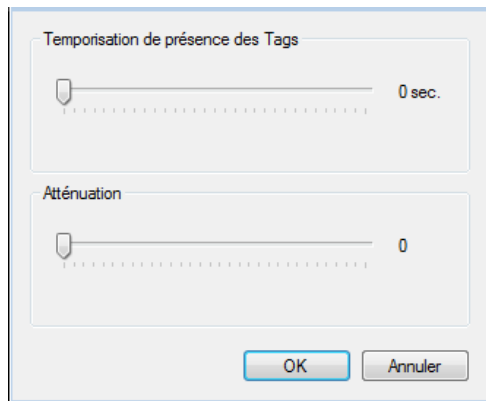 Temporisation de présence des Tags
0 sec.
Atténuation
0
OK Annuler